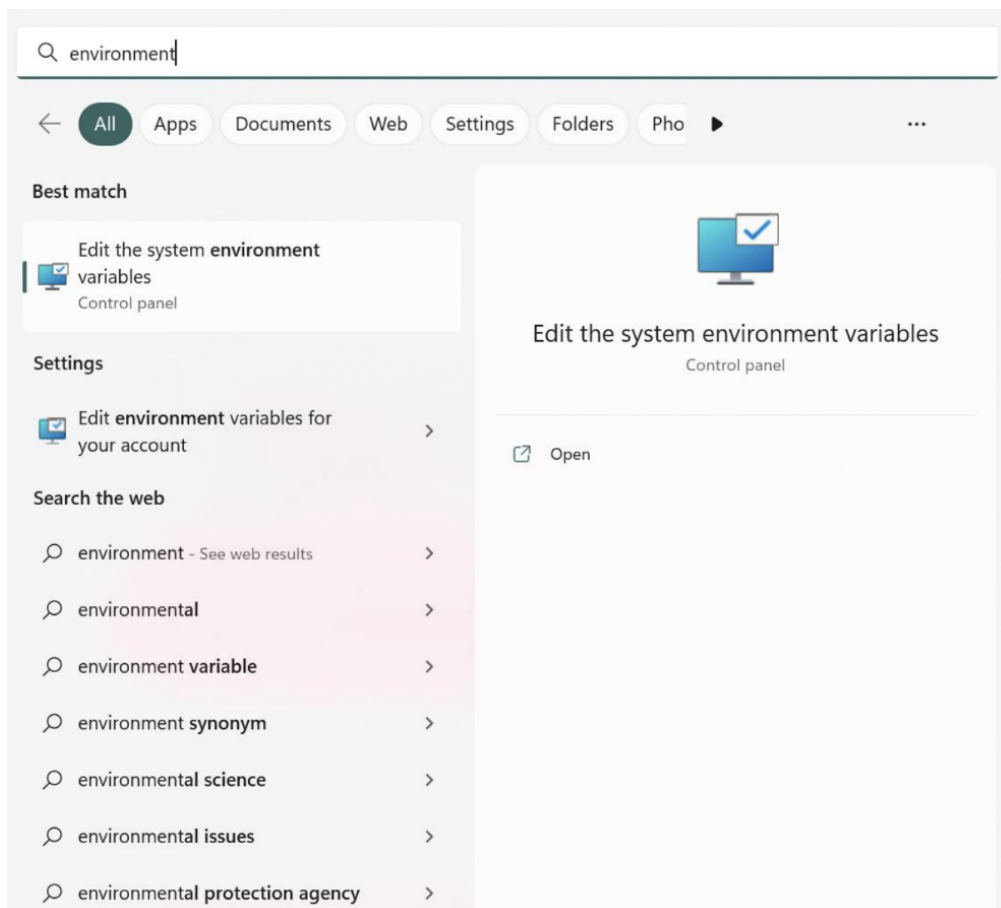 environment
All Apps Documents Web Settings Folders Pho ...
Best match
Edit the system environment
variables
Control panel
Settings
Edit environment variables for
your account
Search the web
environment - See web results
environmental
environment variable
environment synonym
environmental science
environmental issues
environmental protection agency
Edit the system environment variables
Control panel
Open